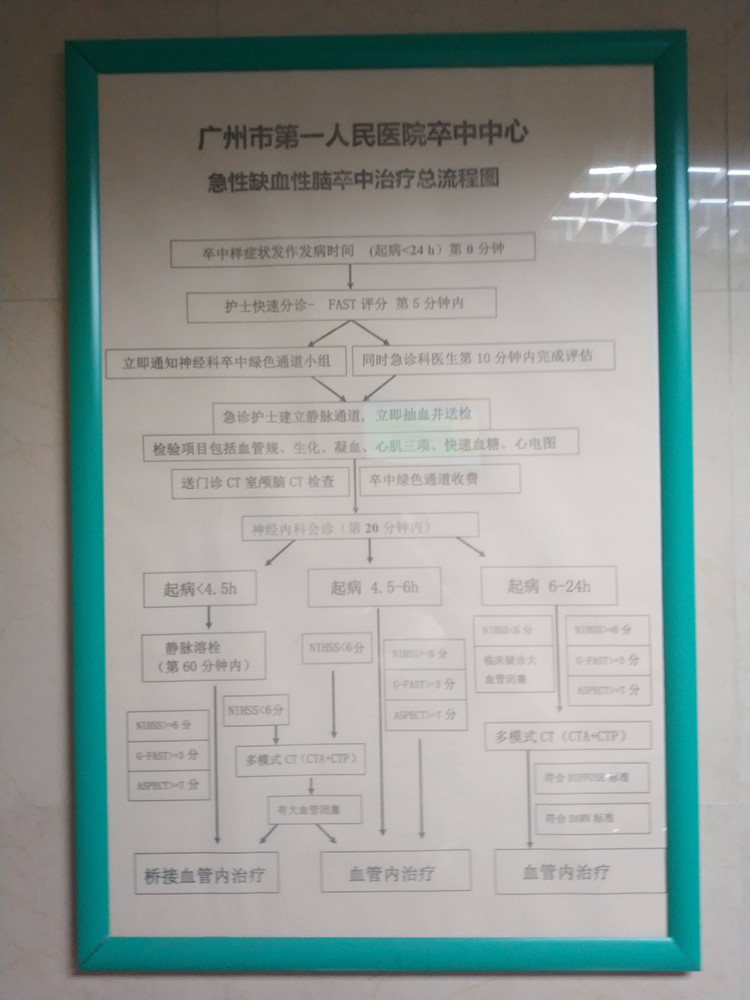 广州市第一人民医院卒中中心
急性缺血性脑卒中治疗总流程图
卒中样症状发作发病时间 (起病<24 h）第 0 分钟
护士快速分诊- FAST 评分 第 5 分钟内
立即通知神经科卒中绿色通道小组
同时急诊科医生第 10 分钟内完成评估
急诊护士建立静脉通道，立即抽血并送检
检验项目包括血管规、生化、凝血、心肌三项、快速血糖、心电图
送门诊 CT 室颅脑 CT 检查
卒中绿色通道收费
神经内科会诊（第 20 分钟内）
起病<4.5h
起病 4.5-6h
起病 6-24h
静脉溶栓
（第 60 分钟内）
NIHSS<6 分
NIHSS>=6 分
G-FAST>=3 分
ASPECT>=7 分
NIHSS<6 分
临床疑诊大
血管闭塞
NIHSS>=6 分
G-FAST>=3 分
ASPECT>=7 分
NIHSS>=6 分
G-FAST>=3 分
ASPECT>=7 分
NIHSS<6 分
多模式 CT（CTA+CTP）
有大血管闭塞
多模式 CT（CTA+CTP）
符合 DIFFUSE 标准
符合 DAWN 标准
桥接血管内治疗
血管内治疗
血管内治疗